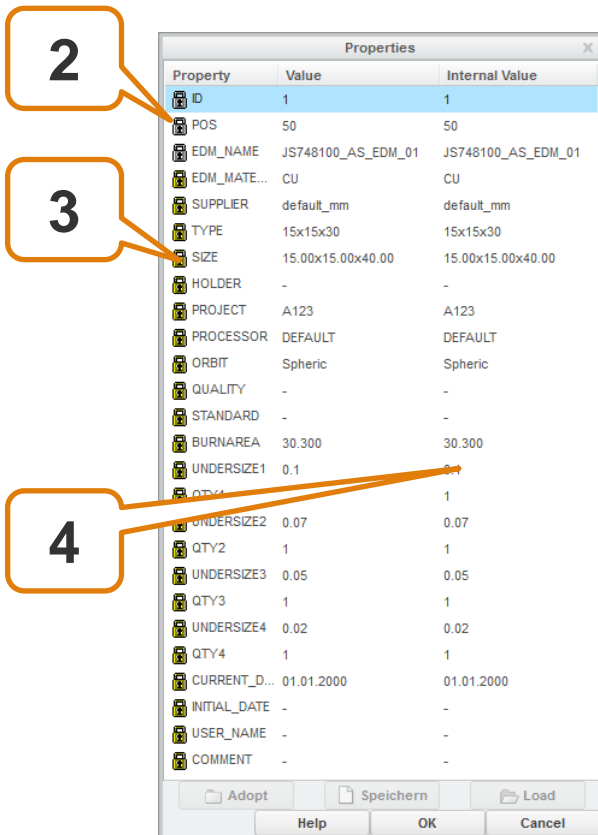 2
3
4
Properties
Property Value Internal Value
ID 1 1
POS 50 50
EDM_NAME JS748100_AS_EDM_01 JS748100_AS_EDM_01
EDM_MATE... CU CU
SUPPLIER default_mm default_mm
TYPE 15x15x30 15x15x30
SIZE 15.00x15.00x40.00 15.00x15.00x40.00
HOLDER - -
PROJECT A123 A123
PROCESSOR DEFAULT DEFAULT
ORBIT Spheric Spheric
QUALITY - -
STANDARD - -
BURNAREA 30.300 30.300
UNDERSIZE1 0.1 0.1
QTY1 1
UNDERSIZE2 0.07 0.07
QTY2 1 1
UNDERSIZE3 0.05 0.05
QTY3 1 1
UNDERSIZE4 0.02 0.02
QTY4 1 1
CURRENT_D... 01.01.2000 01.01.2000
INITIAL_DATE - -
USER_NAME - -
COMMENT - -
Adopt Speichern Load
Help OK Cancel